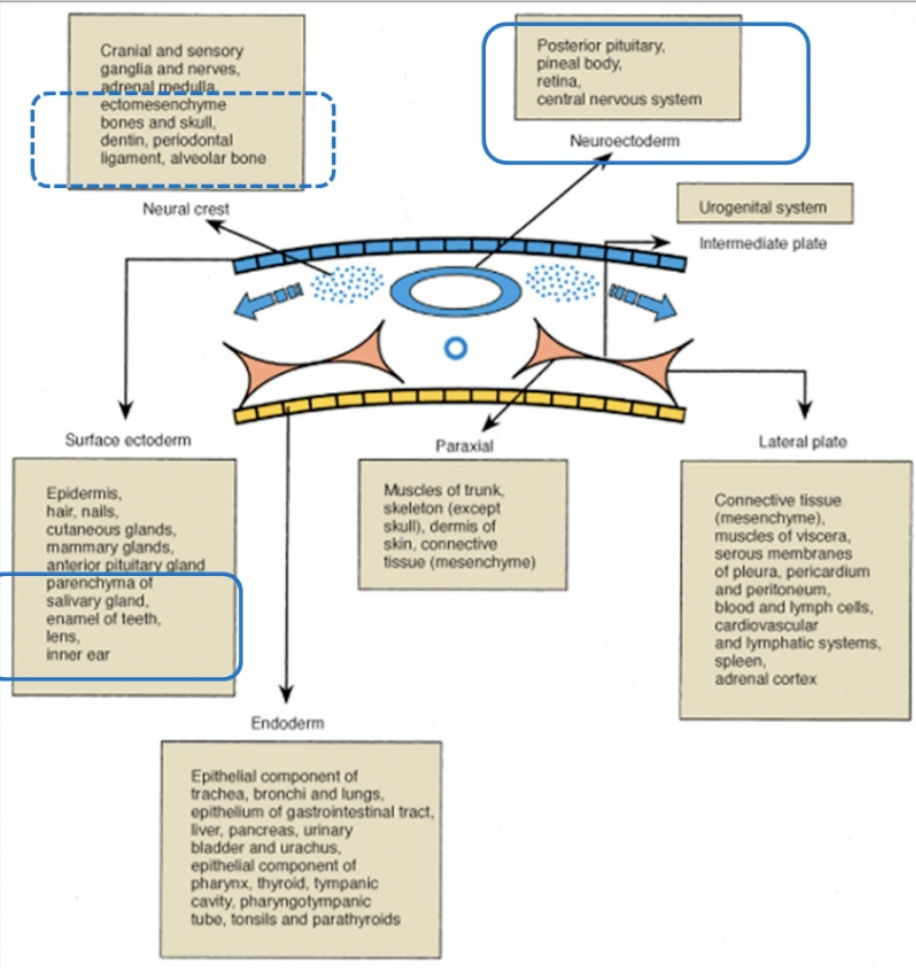 Cranial and sensory
ganglia and nerves,
adrenal medulla,
ectomesenchyme
bones and skull,
dentin, periodontal
ligament, alveolar bone
Neural crest
Posterior pituitary,
pineal body,
retina,
central nervous system
Neuroectoderm
Urogenital system
Intermediate plate
Surface ectoderm
Epidermis,
hair, nails,
cutaneous glands,
mammary glands,
anterior pituitary gland
parenchyma of
salivary gland,
enamel of teeth,
lens,
inner ear
Paraxial
Muscles of trunk,
skeleton (except
skull), dermis of
skin, connective
tissue (mesenchyme)
Lateral plate
Connective tissue
(mesenchyme),
muscles of viscera,
serous membranes
of pleura, pericardium
and peritoneum,
blood and lymph cells,
cardiovascular
and lymphatic systems,
spleen,
adrenal cortex
Endoderm
Epithelial component of
trachea, bronchi and lungs,
epithelium of gastrointestinal tract,
liver, pancreas, urinary
bladder and urachus,
epithelial component of
pharynx, thyroid, tympanic
cavity, pharyngotympanic
tube, tonsils and parathyroids